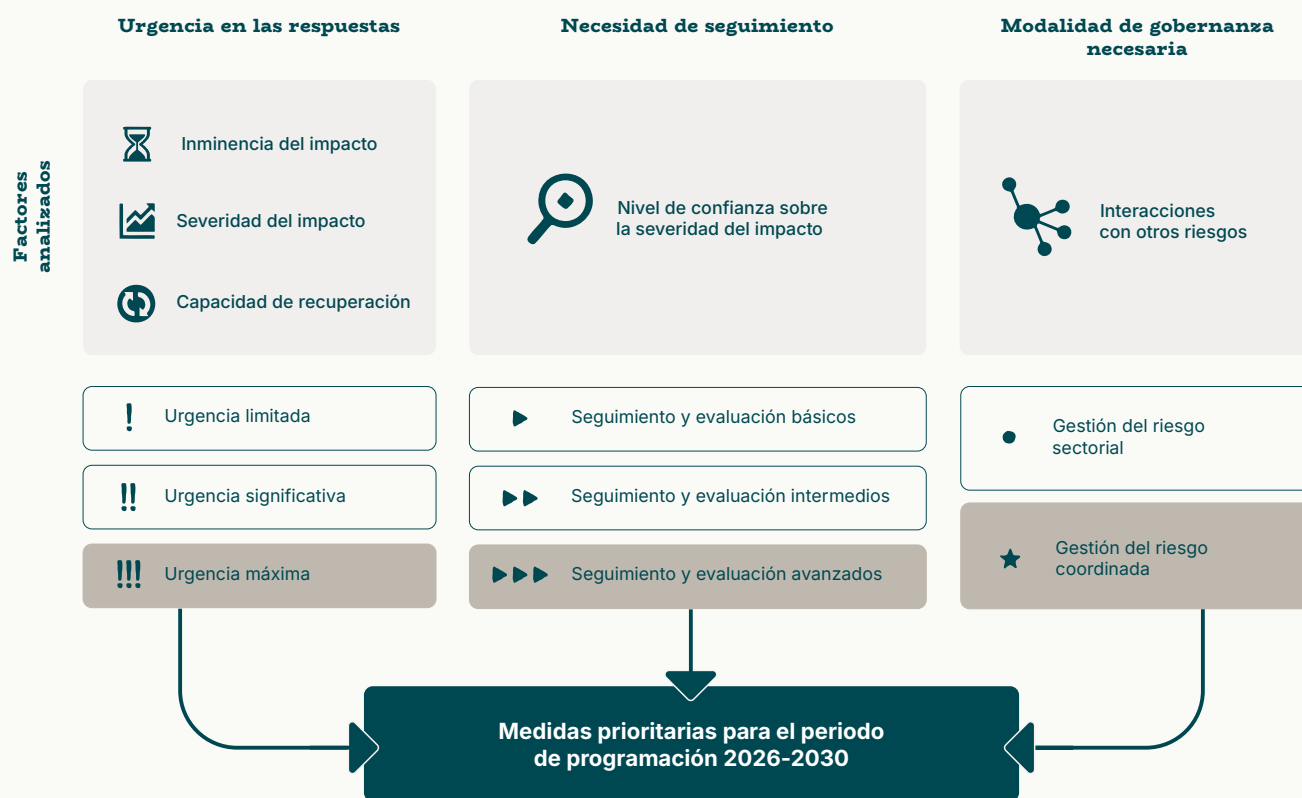 Urgencia en las respuestas
Necesidad de seguimiento
Modalidad de gobernanza
necesaria
Factores
analizados
Inminencia del impacto
Severidad del impacto
Capacidad de recuperación
Nivel de confianza sobre
la severidad del impacto
Interacciones
con otros riesgos
! Urgencia limitada
!! Urgencia significativa
!!! Urgencia máxima
Seguimiento y evaluación básicos
Seguimiento y evaluación intermedios
Seguimiento y evaluación avanzados
Gestión del riesgo
sectorial
Gestión del riesgo
coordinada
Medidas prioritarias para el periodo
de programación 2026-2030